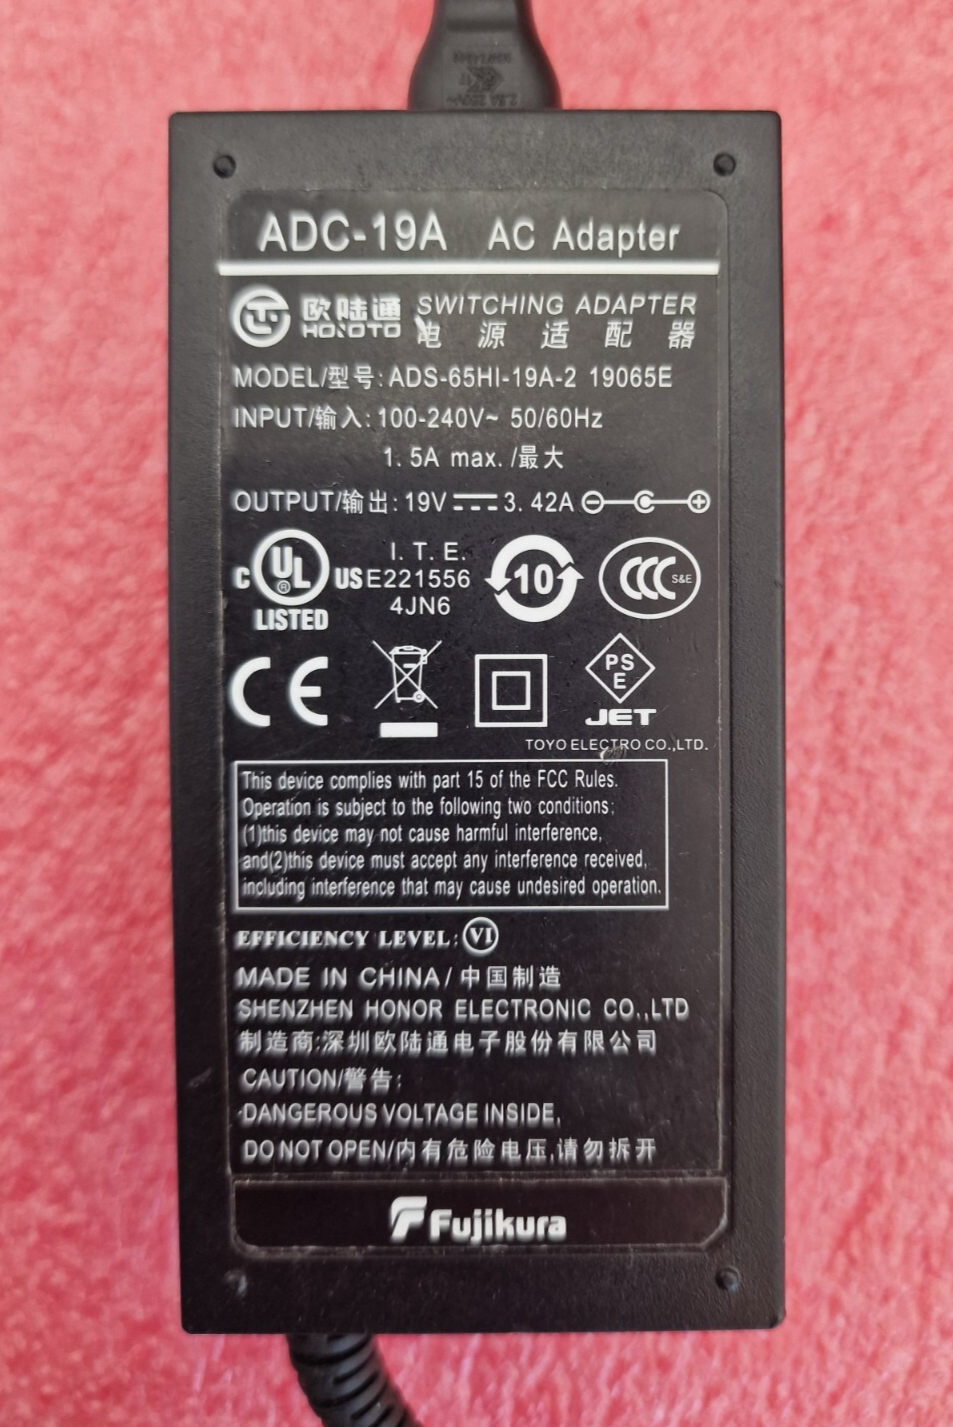 2.5A 250V~
ADC-19A AC Adapter
欧陆通 SWITCHING ADAPTER
HONOTO 电源适配器
MODEL/型号: ADS-65HI-19A-2 19065E
INPUT/输入: 100-240V~ 50/60Hz
1. 5A max. /最大
OUTPUT/输出: 19V 3. 42A
I. T. E.
C UL ® US E221556 10 CCC S&E
4JN6
LISTED
CE
PS
E
JET
TOYO ELECTRO CO.,LTD.
This device complies with part 15 of the FCC Rules.
Operation is subject to the following two conditions;
(1)this device may not cause harmful interference,
and(2)this device must accept any interference received,
including interference that may cause undesired operation.
EFFICIENCY LEVEL: VI
MADE IN CHINA/ 中国制造
SHENZHEN HONOR ELECTRONIC CO.,LTD
制造商:深圳欧陆通电子股份有限公司
CAUTION/警告:
DANGEROUS VOLTAGE INSIDE,
DO NOT OPEN/内有危险电压,请勿拆开
Fujikura